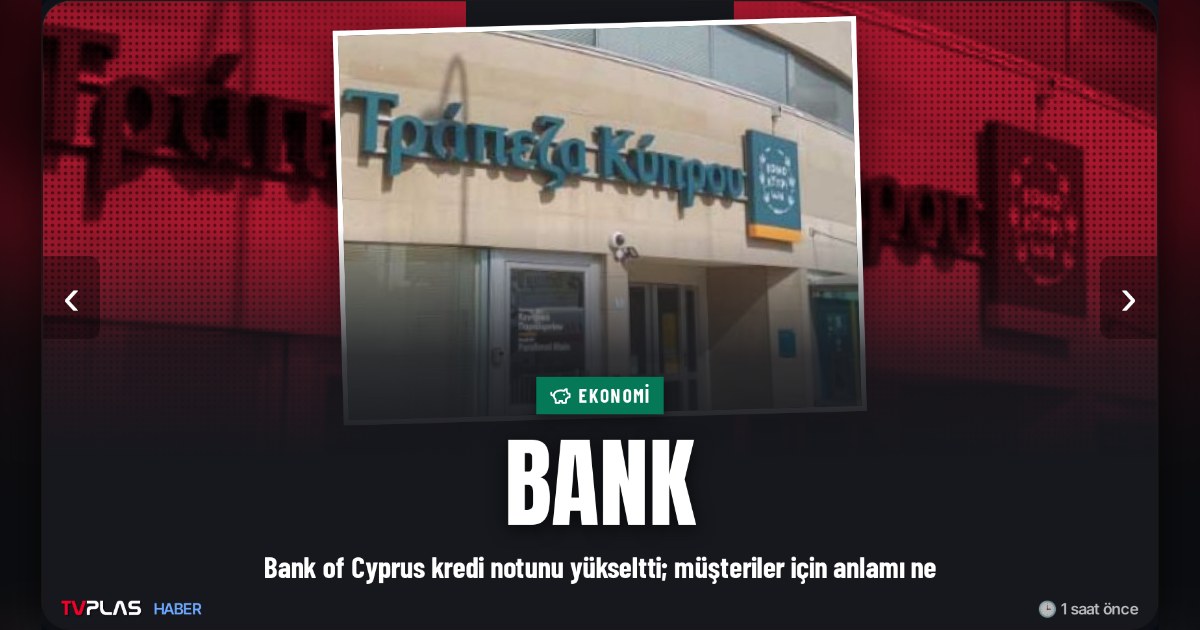 Τράπεζα Κύπρου
EKONOMİ
BANK
Bank of Cyprus kredi notunu yükseltti; müşteriler için anlamı ne
TVPLAS HABER
1 saat önce